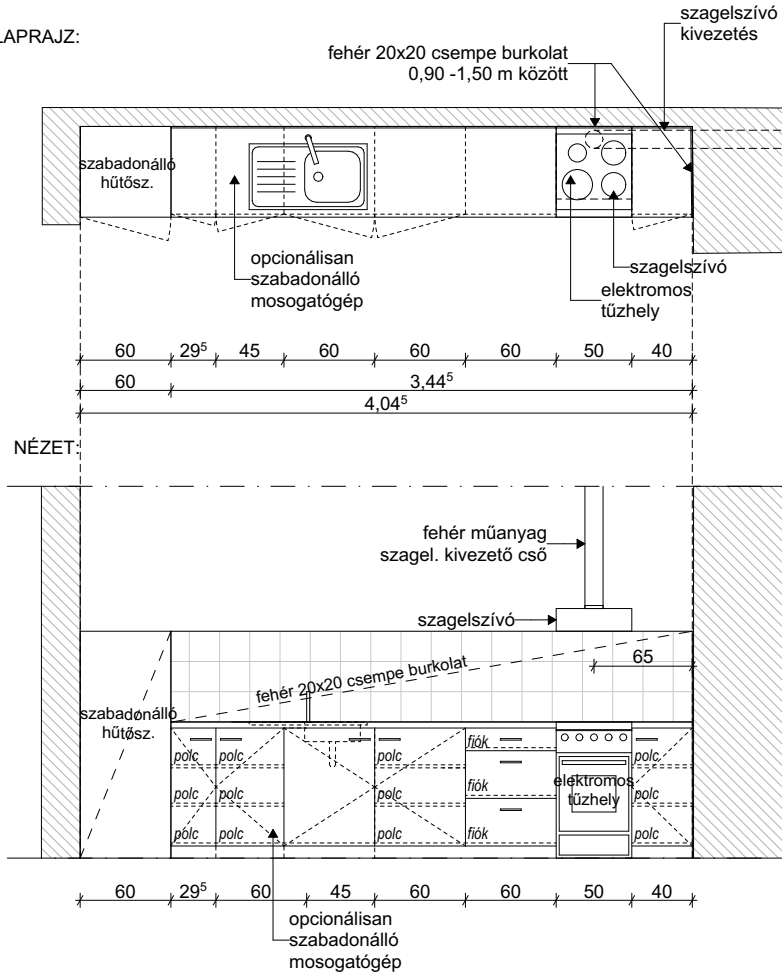 LAPRAJZ:
szagelszívó
kivezetés
fehér 20x20 csempe burkolat
0,90 -1,50 m között
szabadonálló
hűtősz.
opcionálisan
szabadonálló
mosogatógép
szagelszívó
elektromos
tűzhely
60 29⁵ 45 60 60 60 50 40
60 3,44⁵
4,04⁵
NÉZET:
fehér műanyag
szagel. kivezető cső
szagelszívó
65
fehér 20x20 csempe burkolat
szabadonálló
hűtősz.
polc polc polc fiók polc
polc polc polc fiók polc
polc polc polc fiók polc
elektromos
tűzhely
60 29⁵ 60 45 60 60 50 40
opcionálisan
szabadonálló
mosogatógép